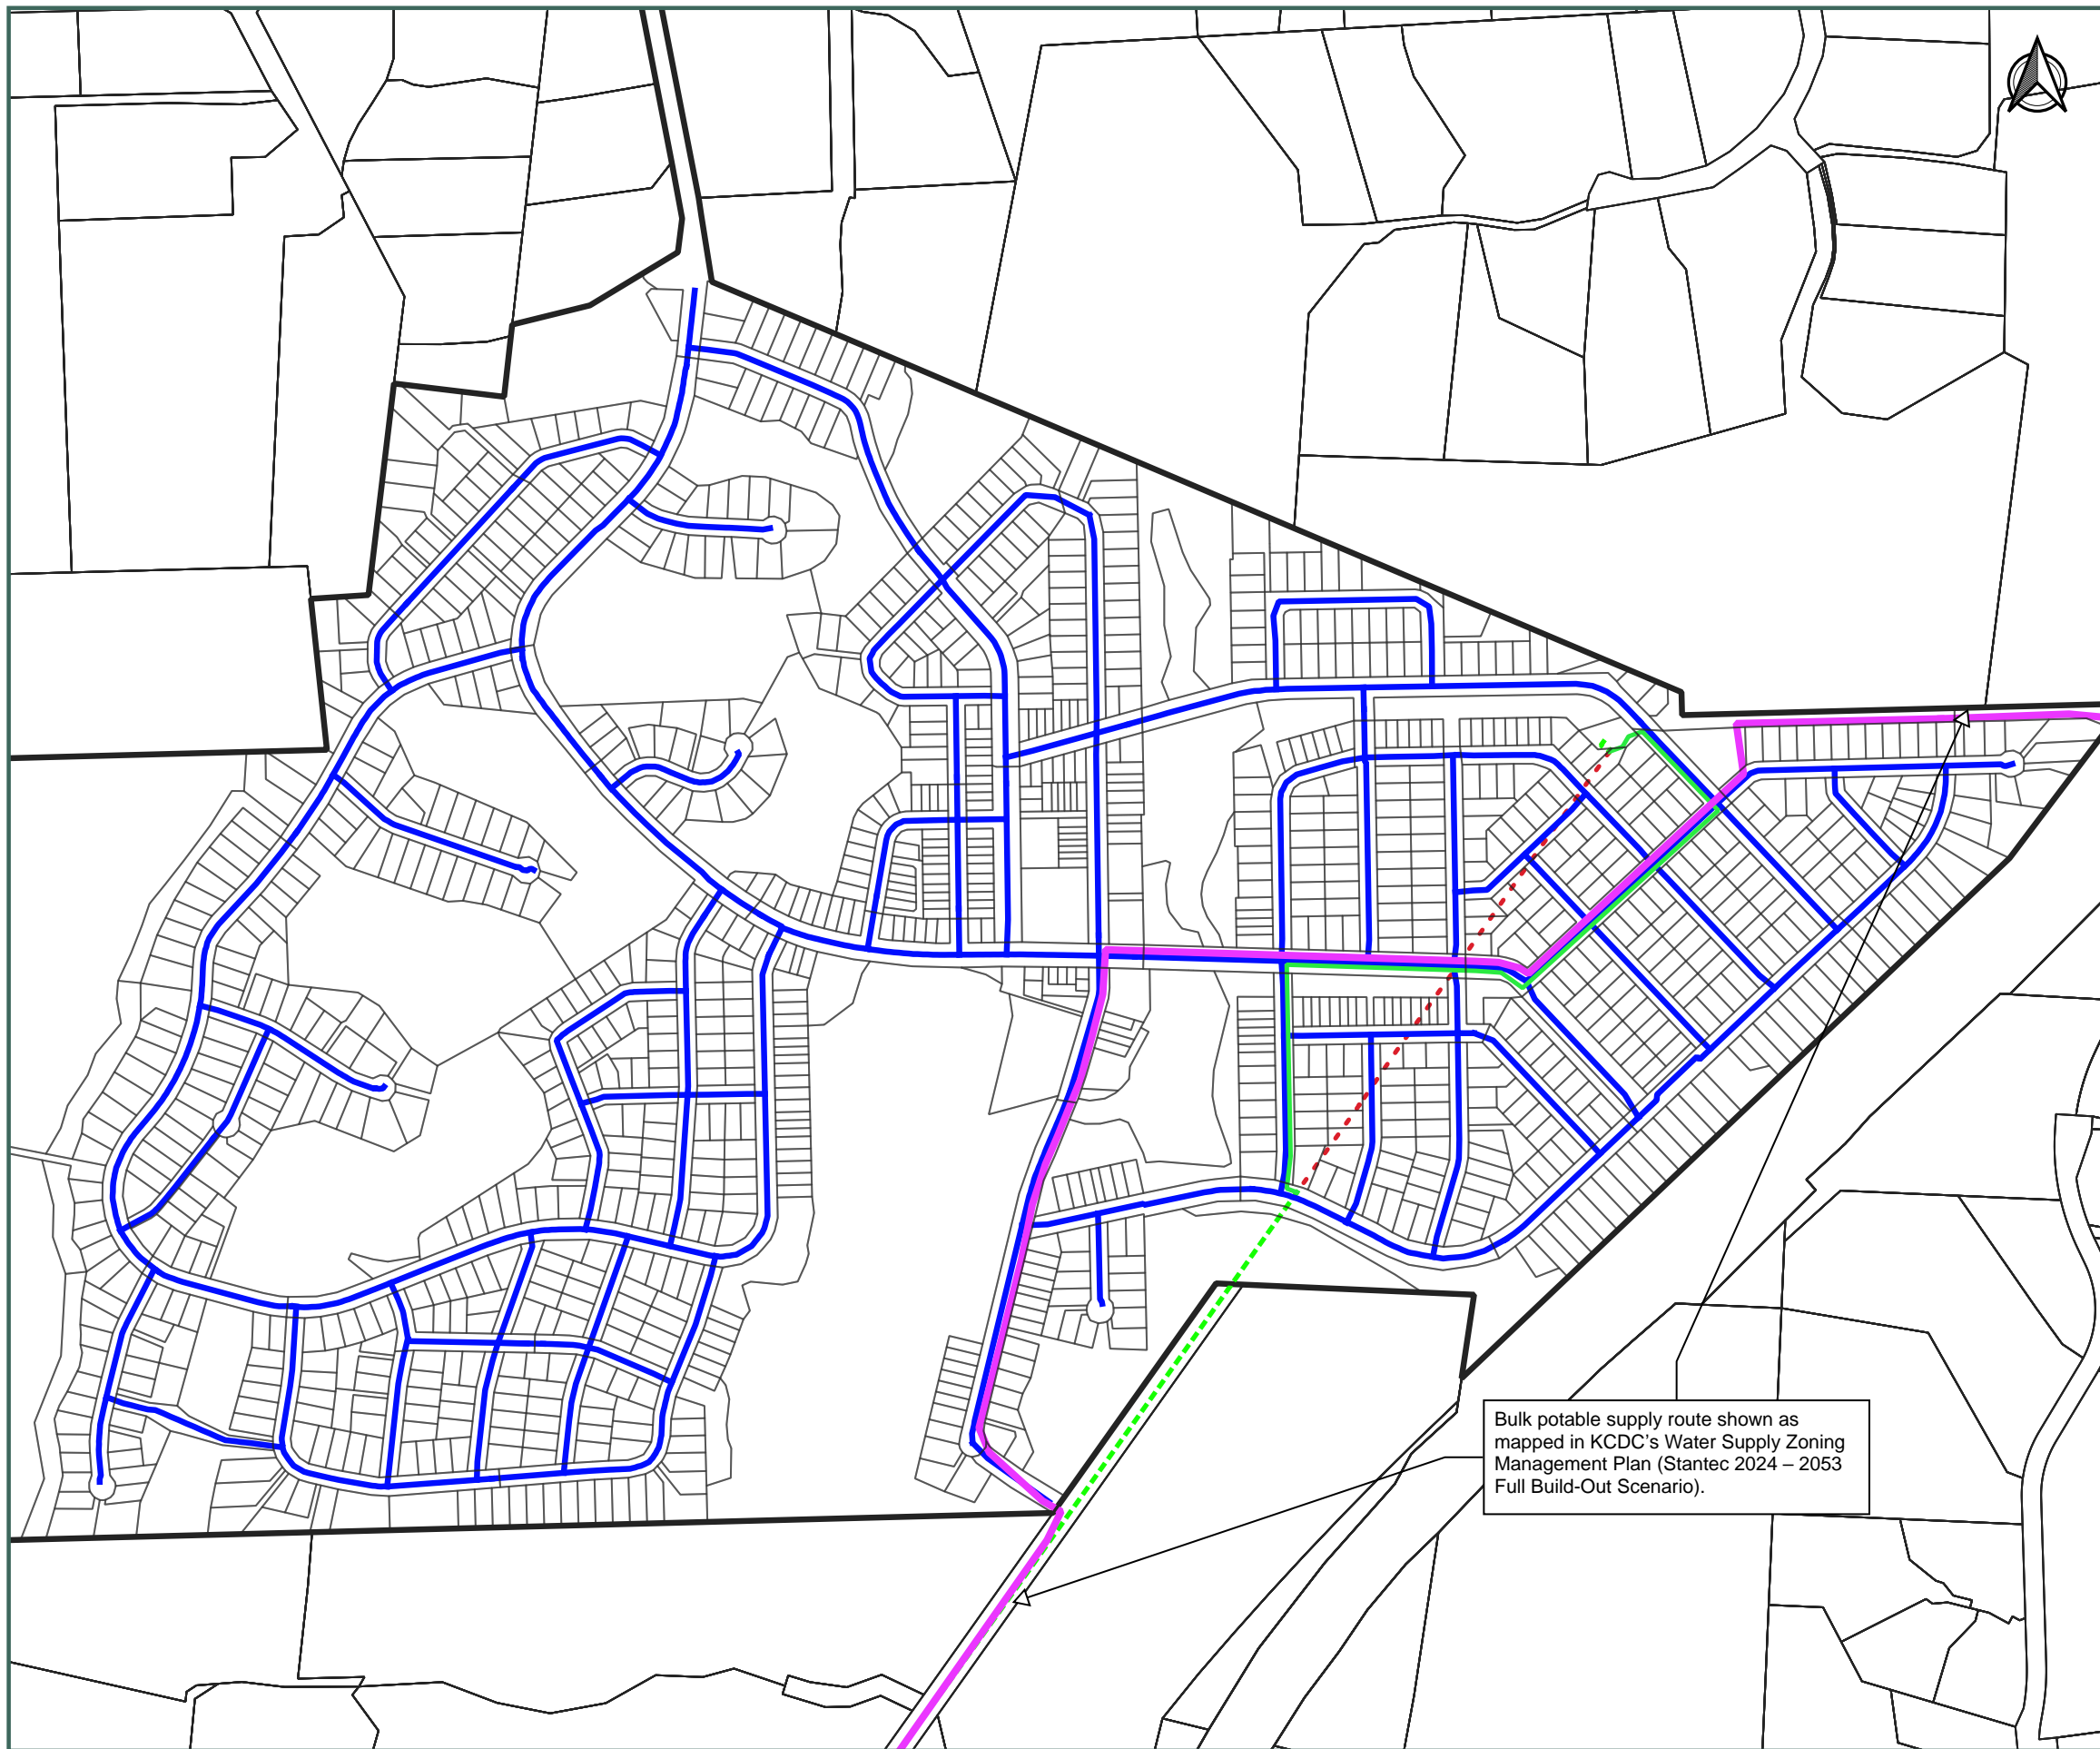 Bulk potable supply route shown as
mapped in KCDC's Water Supply Zoning
Management Plan (Stantec 2024 – 2053
Full Build-Out Scenario).